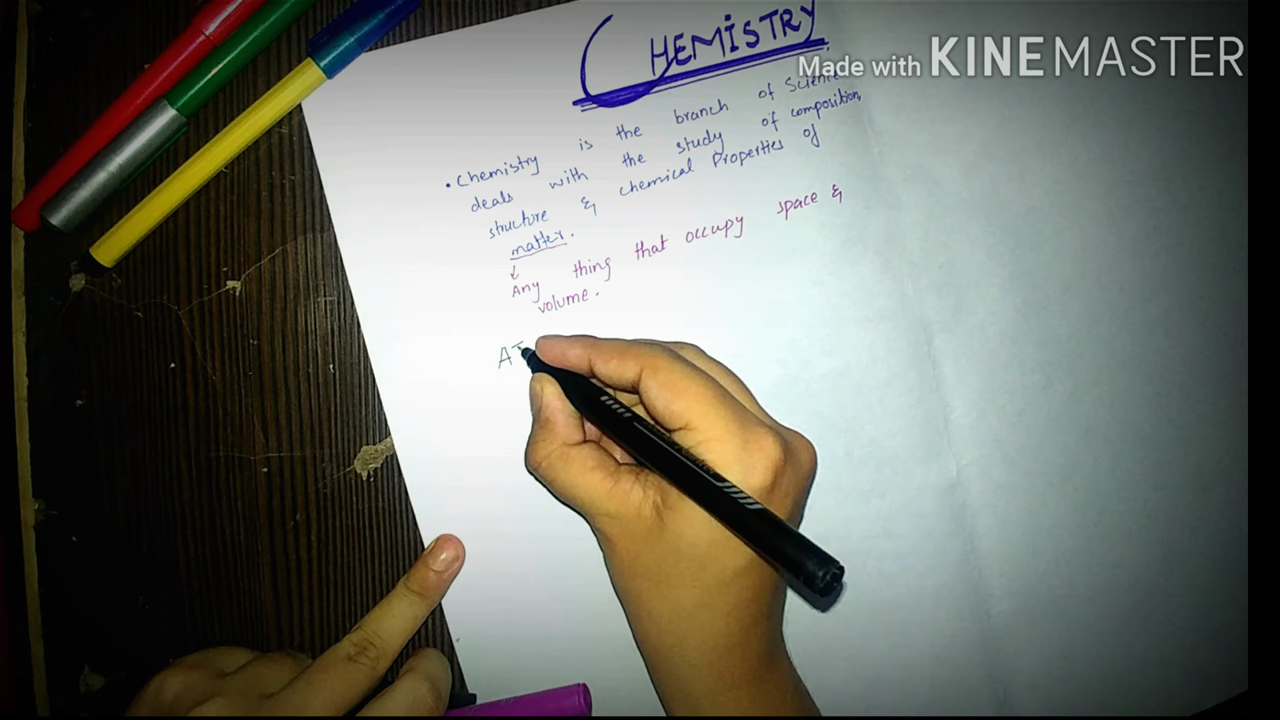 CHEMISTRY
Made with KINEMASTER
• Chemistry is the branch of Science
deals with the study of composition,
structure & chemical Properties of
matter.
Any thing that occupy space &
volume.
AT